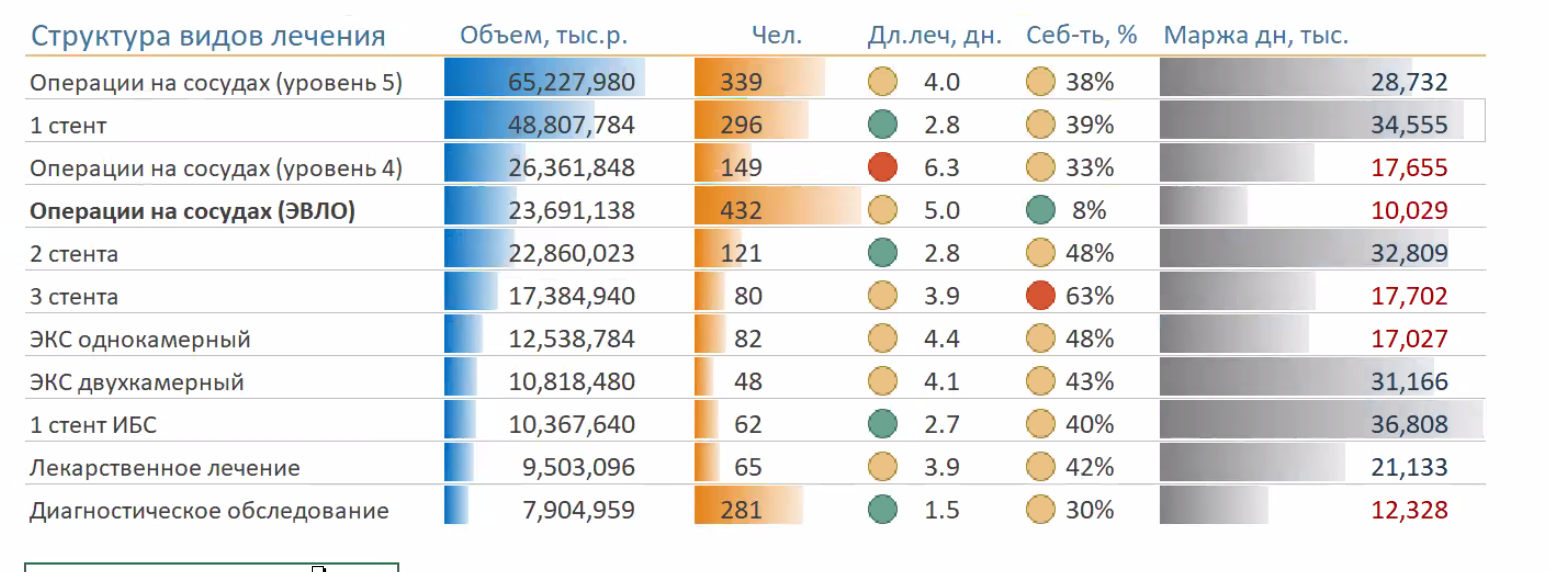 Структура видов лечения Объем, тыс.р. Чел. Дл.леч, дн. Себ-ть, % Маржа дн, тыс.
Операции на сосудах (уровень 5) 65,227,980 339 4.0 38% 28,732
1 стент 48,807,784 296 2.8 39% 34,555
Операции на сосудах (уровень 4) 26,361,848 149 6.3 33% 17,655
Операции на сосудах (ЭВЛО) 23,691,138 432 5.0 8% 10,029
2 стента 22,860,023 121 2.8 48% 32,809
3 стента 17,384,940 80 3.9 63% 17,702
ЭКС однокамерный 12,538,784 82 4.4 48% 17,027
ЭКС двухкамерный 10,818,480 48 4.1 43% 31,166
1 стент ИБС 10,367,640 62 2.7 40% 36,808
Лекарственное лечение 9,503,096 65 3.9 42% 21,133
Диагностическое обследование 7,904,959 281 1.5 30% 12,328